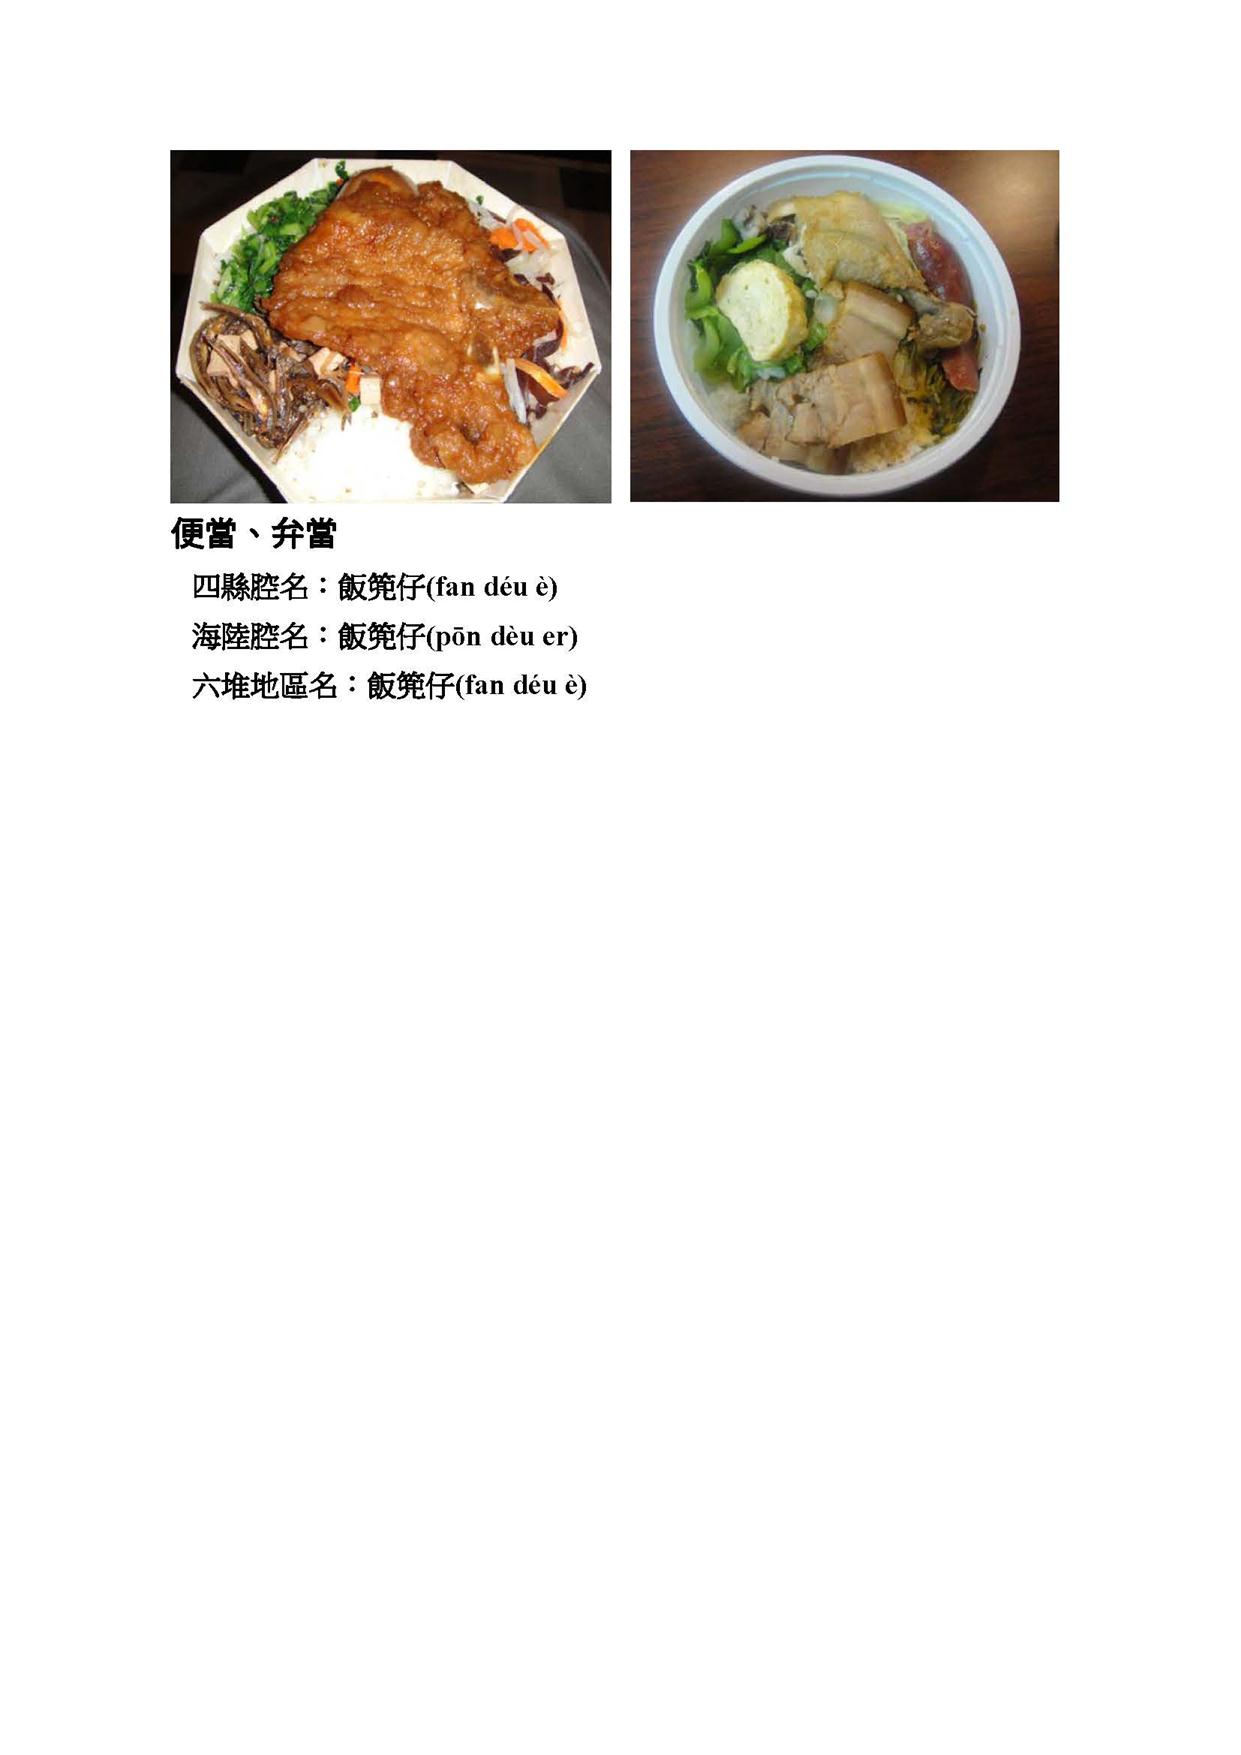 便當、弁當
四縣腔名：飯篼仔(fan déu è)
海陸腔名：飯篼仔(pōn dèu er)
六堆地區名：飯篼仔(fan déu è)